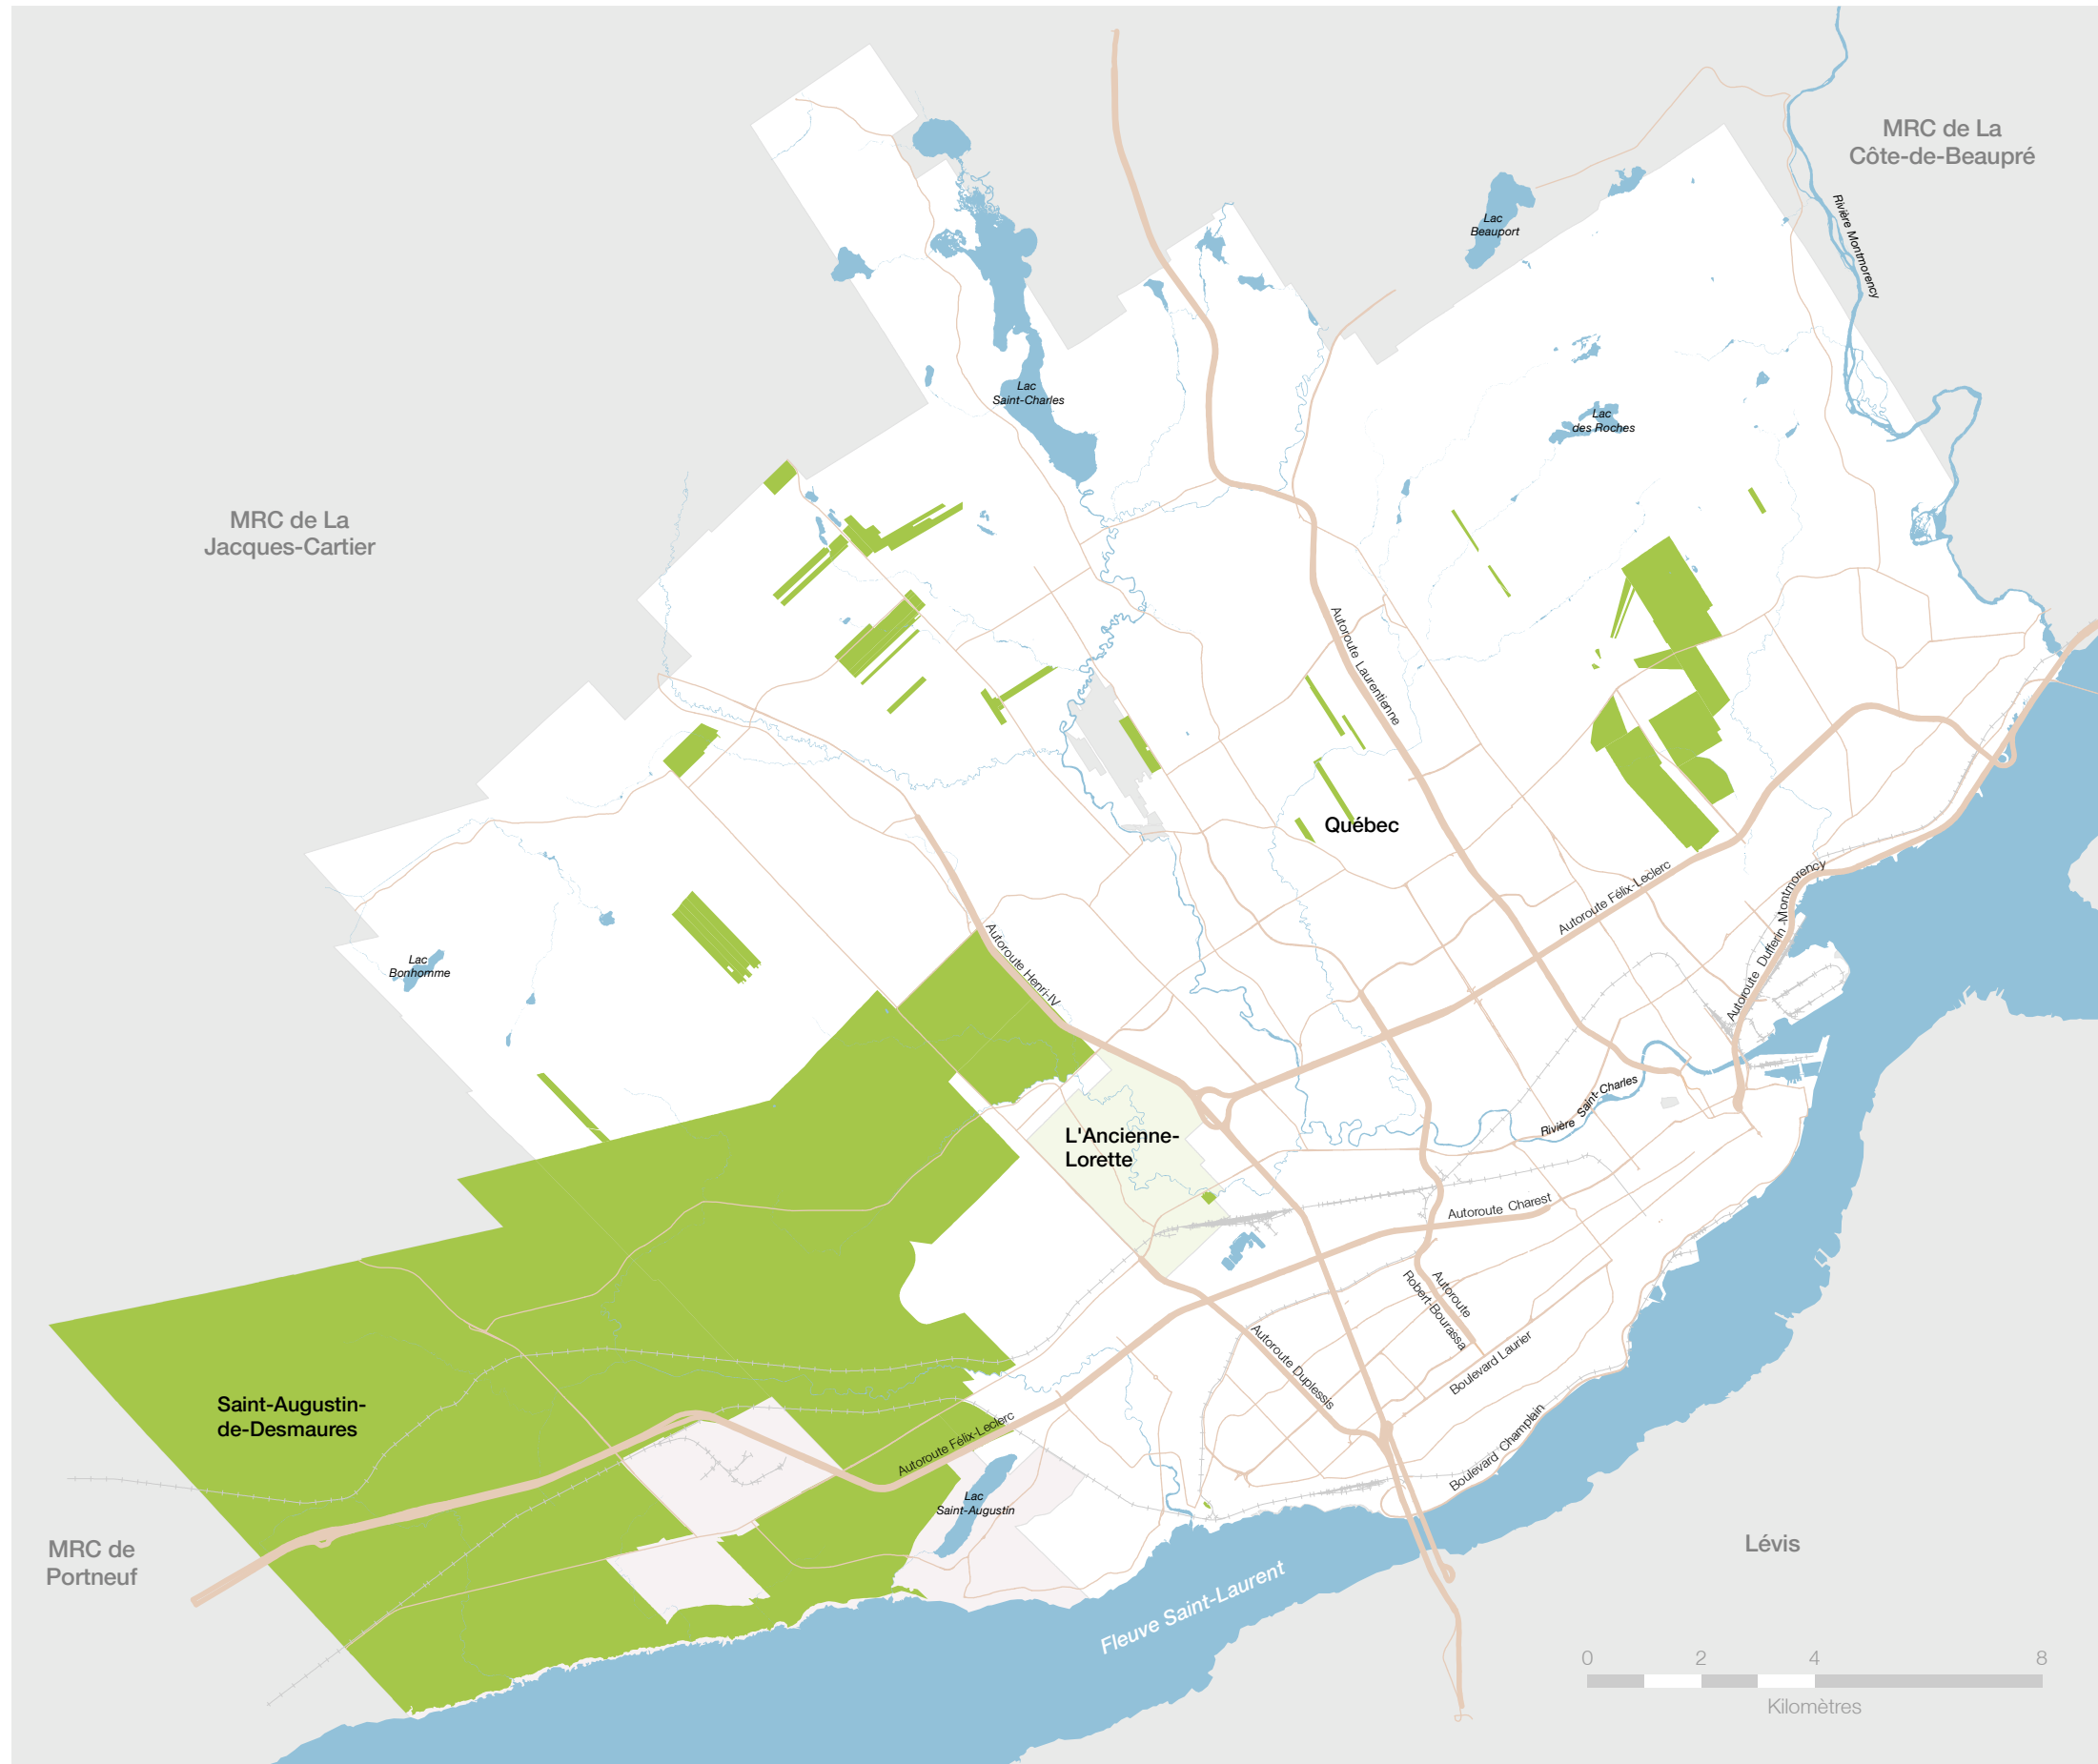 MRC de La
Côte-de-Beaupré
Rivière Montmorency
Lac
Beauport
Lac
Saint-Charles
Lac
des Roches
MRC de La
Jacques-Cartier
Autoroute Laurentienne
Québec
Autoroute Félix-Leclerc
Autoroute Dufferin -Montmorency
Lac
Bonhomme
Autoroute Henri-IV
Rivière Saint-Charles
L'Ancienne-
Lorette
Autoroute Charest
Autoroute
Robert-Bourassa
Autoroute Duplessis
Boulevard Laurier
Saint-Augustin-
de-Desmaures
Autoroute Félix-Leclerc
Boulevard Champlain
Lac
Saint-Augustin
MRC de
Portneuf
Lévis
Fleuve Saint-Laurent
0 2 4 8
Kilomètres